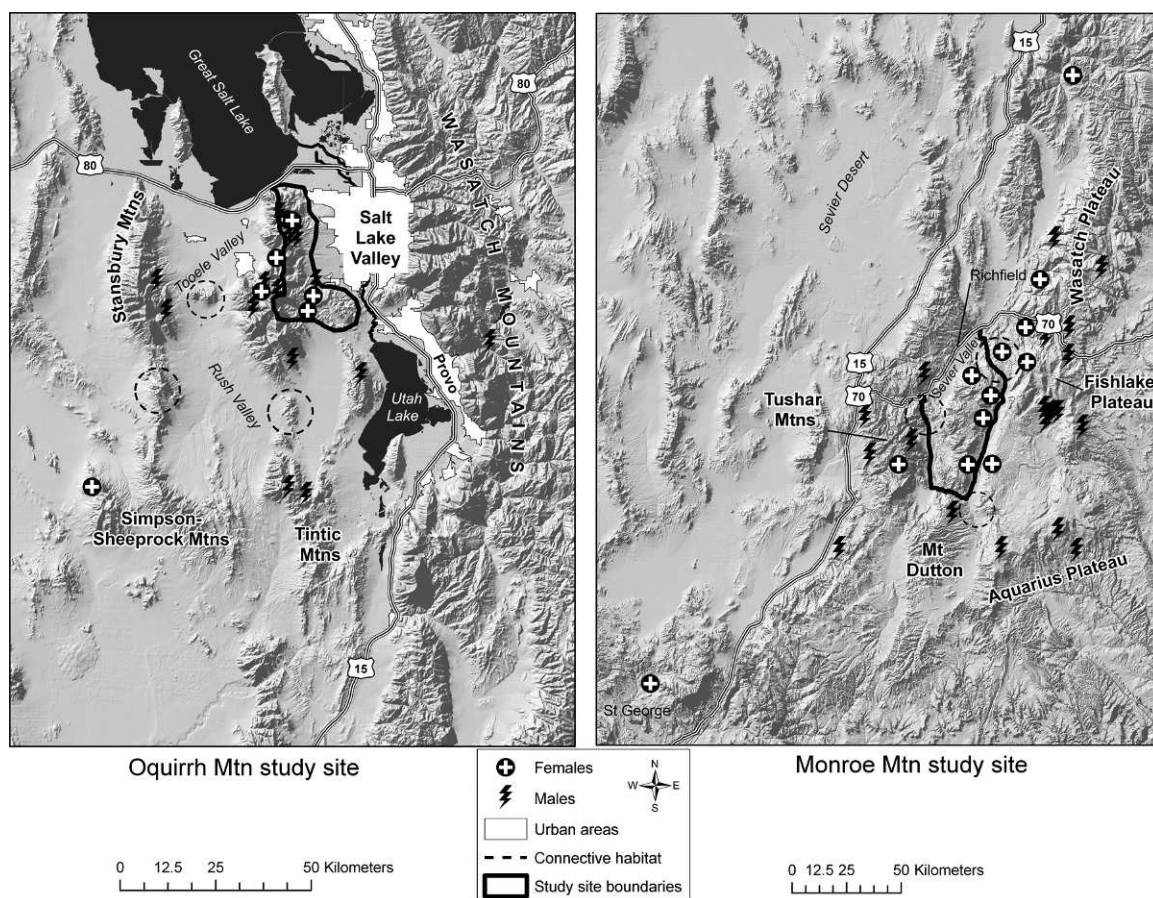 Great Salt Lake
80
80
WASATCH MOUNTAINS
Stansbury Mtns
Tooele Valley
Salt
Lake
Valley
Rush Valley
Provo
Utah
Lake
Simpson-
Sheeprock Mtns
Tintic
Mtns
15
15
Sevier Desert
Wasatch Plateau
Richfield
70
15
Sevier Valley
70
Tushar
Mtns
Fishlake
Plateau
Mt
Dutton
Aquarius Plateau
St George
Oquirrh Mtn study site
Monroe Mtn study site
Females
Males
N
W E
S
Urban areas
Connective habitat
Study site boundaries
0 12.5 25 50 Kilometers
0 12.5 25 50 Kilometers